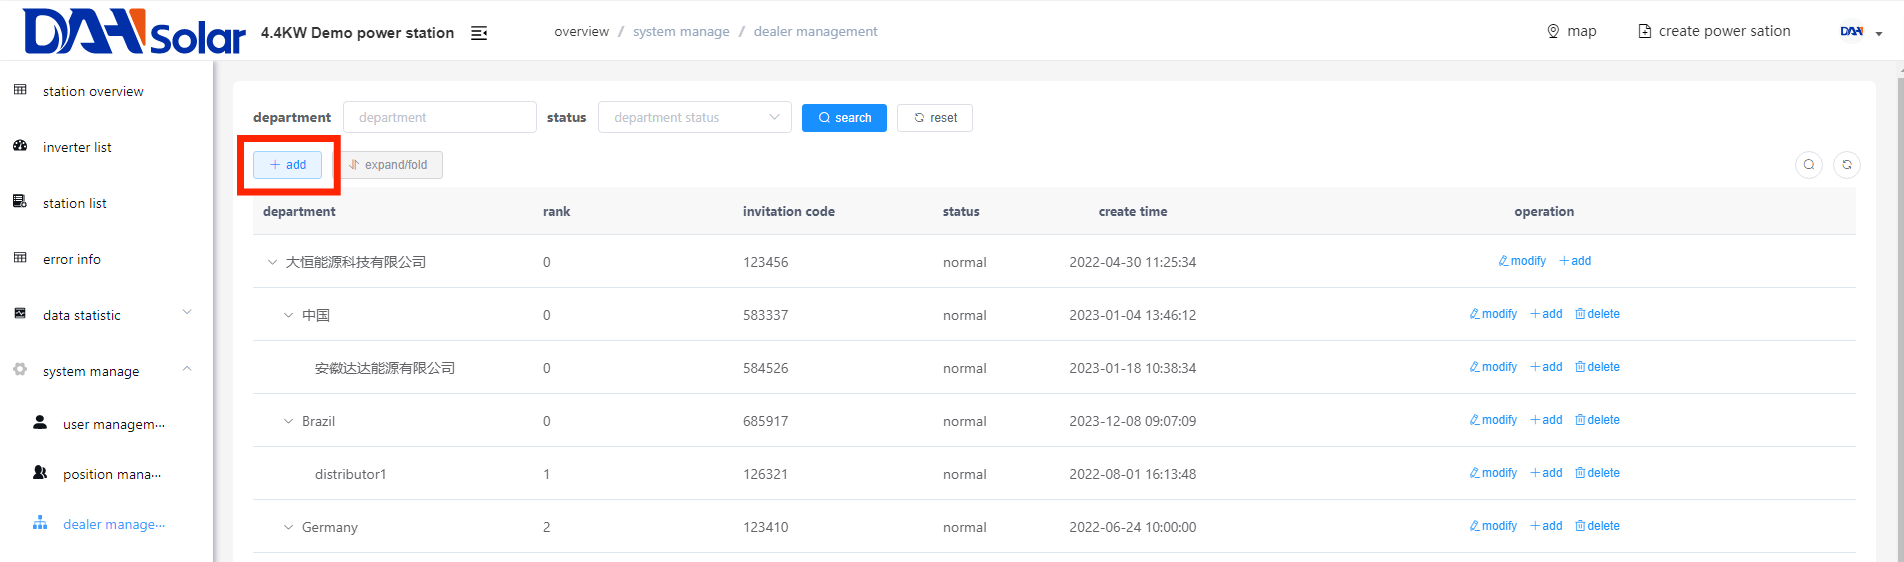 DAH Solar 4.4KW Demo power station overview / system manage / dealer management map create power sation DAH
station overview
inverter list
station list
error info
data statistic
system manage
user managem···
position mana···
dealer manage···
department department status department status search reset
+ add expand/fold
department rank invitation code status create time operation
大恒能源科技有限公司 0 123456 normal 2022-04-30 11:25:34 modify +add
中国 0 583337 normal 2023-01-04 13:46:12 modify +add delete
安徽达达能源有限公司 0 584526 normal 2023-01-18 10:38:34 modify +add delete
Brazil 0 685917 normal 2023-12-08 09:07:09 modify +add delete
distributor1 1 126321 normal 2022-08-01 16:13:48 modify +add delete
Germany 2 123410 normal 2022-06-24 10:00:00 modify +add delete